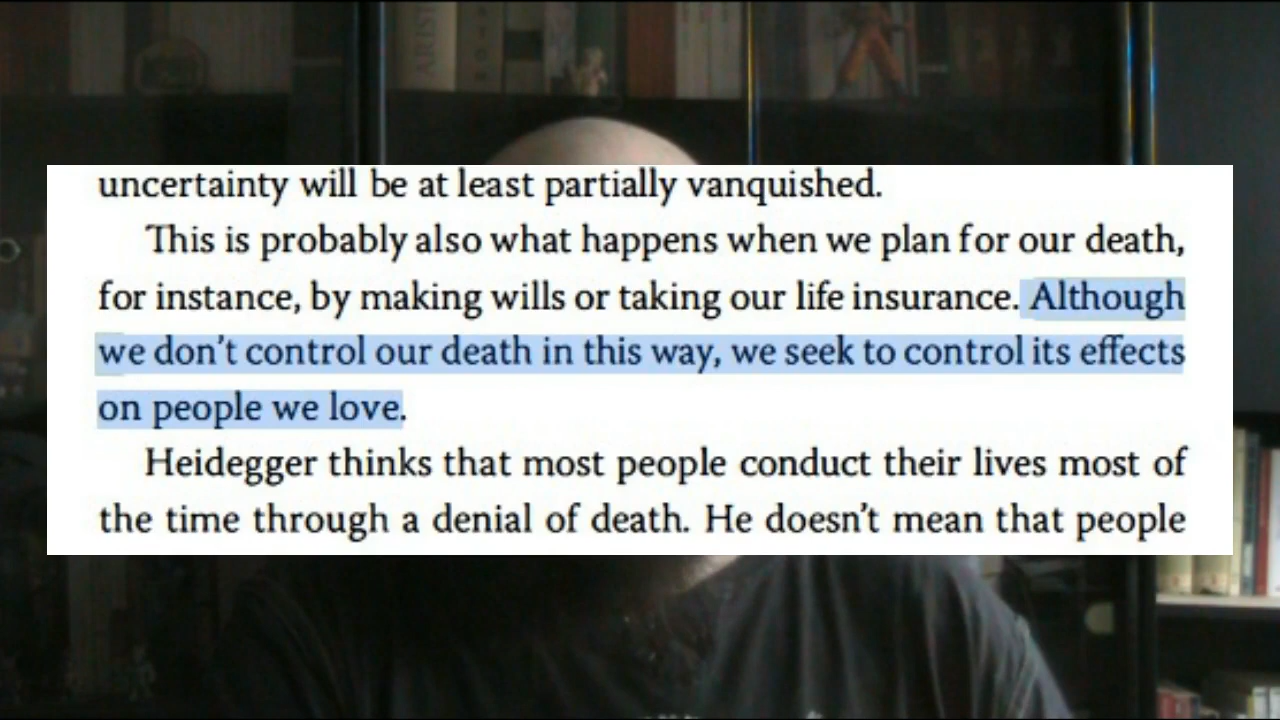 ARIST
uncertainty will be at least partially vanquished.
This is probably also what happens when we plan for our death,
for instance, by making wills or taking our life insurance. Although
we don't control our death in this way, we seek to control its effects
on people we love.
Heidegger thinks that most people conduct their lives most of
the time through a denial of death. He doesn't mean that people